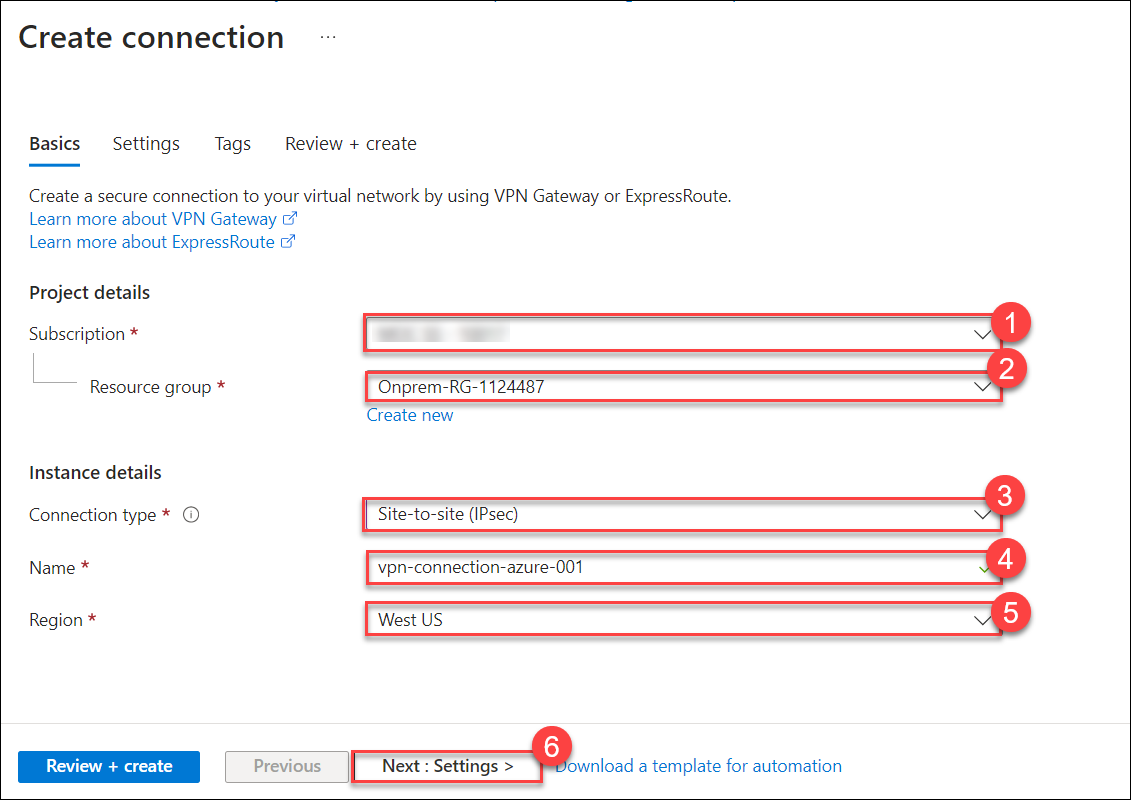 Create connection ...
Basics Settings Tags Review + create
Create a secure connection to your virtual network by using VPN Gateway or ExpressRoute.
Learn more about VPN Gateway
Learn more about ExpressRoute
Project details
Subscription *
1
Resource group * Onprem-RG-1124487
2
Create new
Instance details
Connection type * Site-to-site (IPsec)
3
Name * vpn-connection-azure-001
4
Region * West US
5
Review + create Previous Next : Settings > Download a template for automation
6